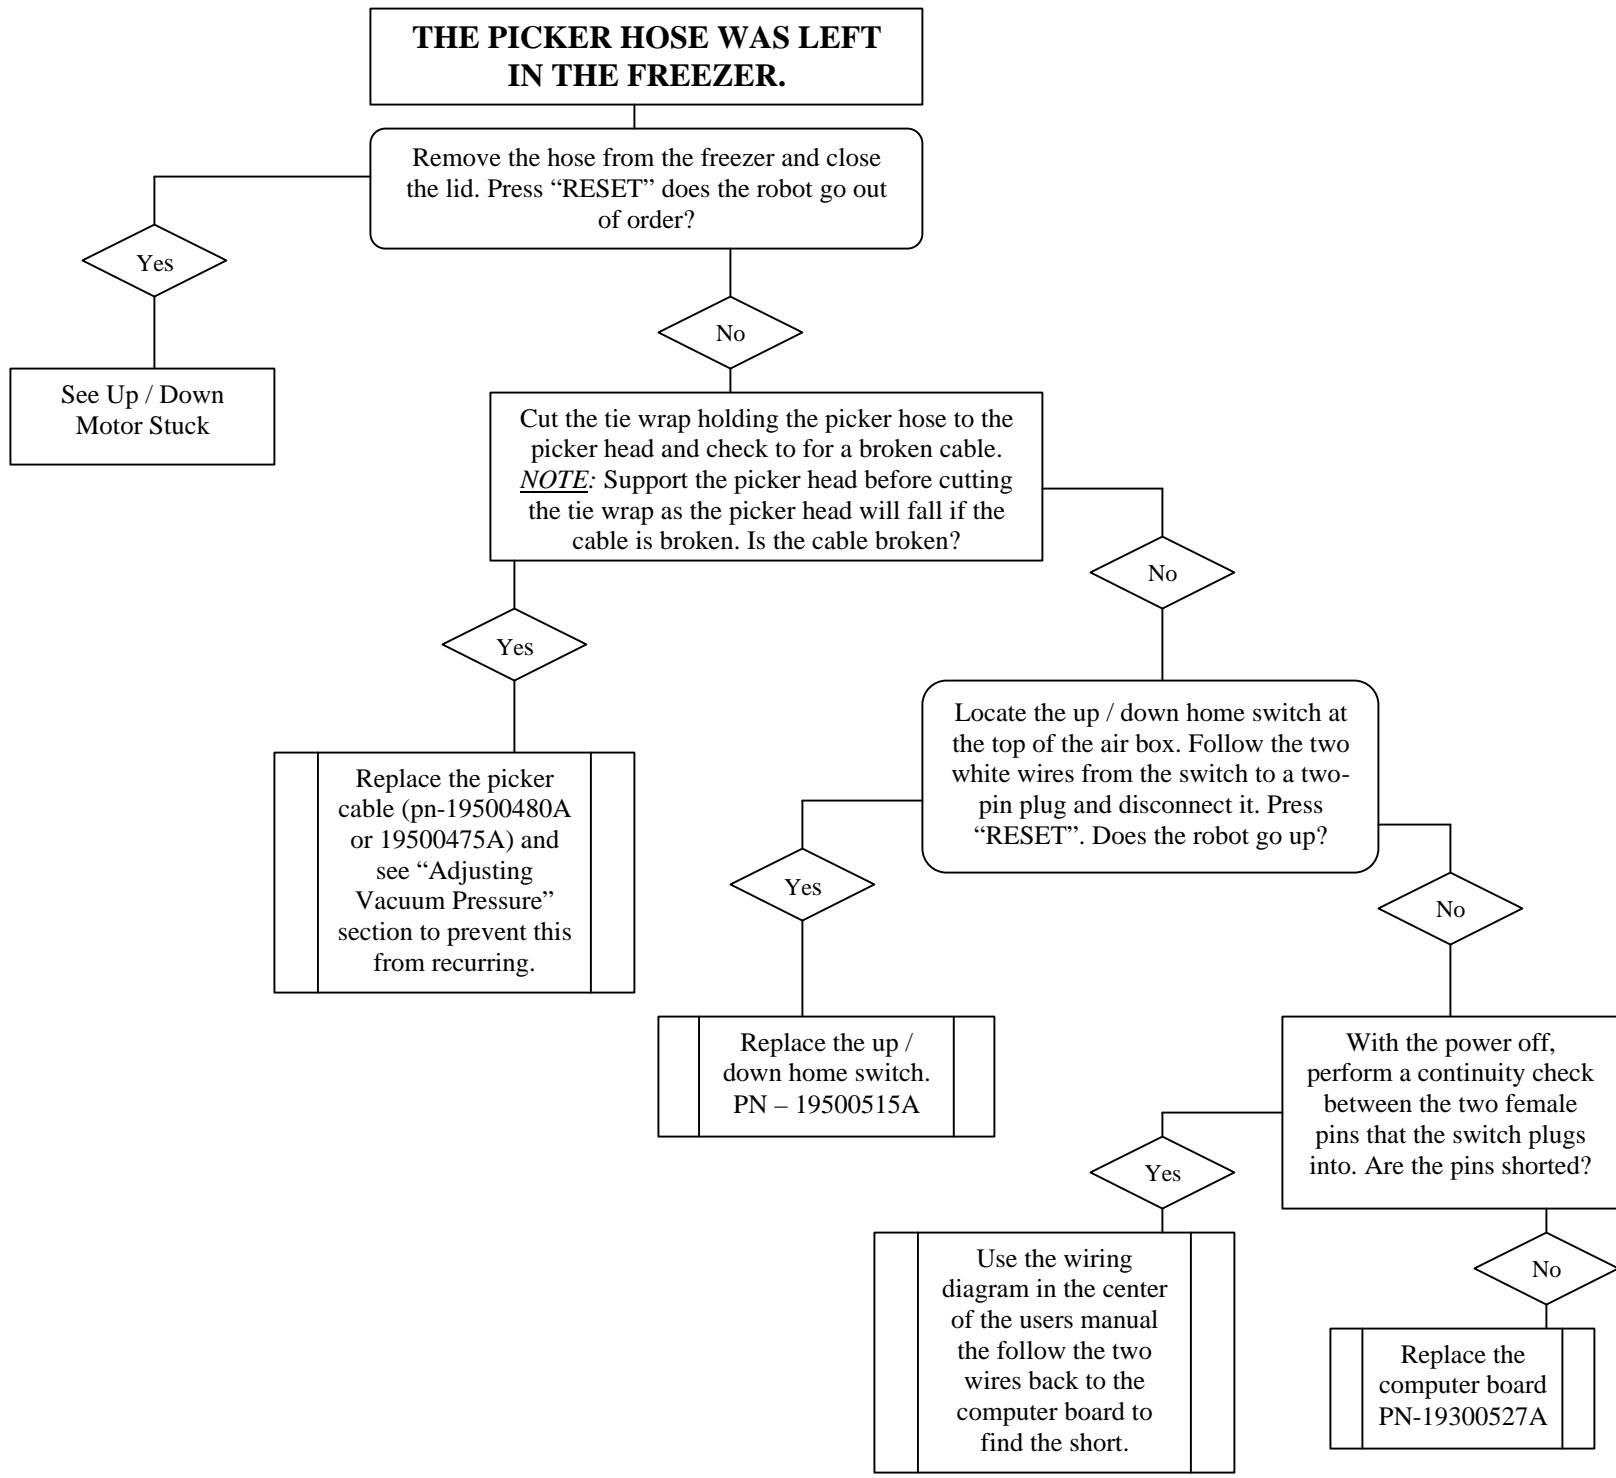 THE PICKER HOSE WAS LEFT
IN THE FREEZER.
Remove the hose from the freezer and close
the lid. Press “RESET” does the robot go out
of order?
Yes
No
See Up / Down
Motor Stuck
Cut the tie wrap holding the picker hose to the
picker head and check to for a broken cable.
NOTE: Support the picker head before cutting
the tie wrap as the picker head will fall if the
cable is broken. Is the cable broken?
No
Yes
Locate the up / down home switch at
the top of the air box. Follow the two
white wires from the switch to a two-
pin plug and disconnect it. Press
“RESET”. Does the robot go up?
Replace the picker
cable (pn-19500480A
or 19500475A) and
see “Adjusting
Vacuum Pressure”
section to prevent this
from recurring.
Yes
No
Replace the up /
down home switch.
PN – 19500515A
With the power off,
perform a continuity check
between the two female
pins that the switch plugs
into. Are the pins shorted?
Yes
No
Use the wiring
diagram in the center
of the users manual
the follow the two
wires back to the
computer board to
find the short.
Replace the
computer board
PN-19300527A